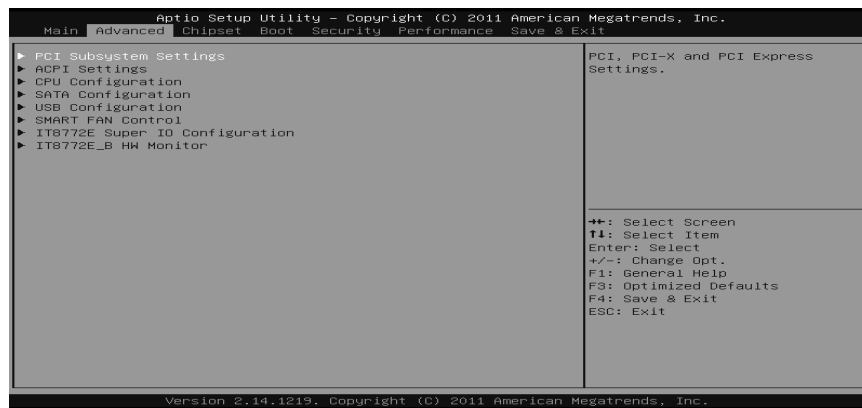 Aptio Setup Utility – Copyright (C) 2011 American Megatrends, Inc.
Main Advanced Chipset Boot Security Performance Save & Exit
▶ PCI Subsystem Settings
▶ ACPI Settings
▶ CPU Configuration
▶ SATA Configuration
▶ USB Configuration
▶ SMART FAN Control
▶ IT8772E Super IO Configuration
▶ IT8772E_B HW Monitor
PCI, PCI-X and PCI Express
Settings.
→←: Select Screen
↑↓: Select Item
Enter: Select
+/-: Change Opt.
F1: General Help
F3: Optimized Defaults
F4: Save & Exit
ESC: Exit
Version 2.14.1219. Copyright (C) 2011 American Megatrends, Inc.